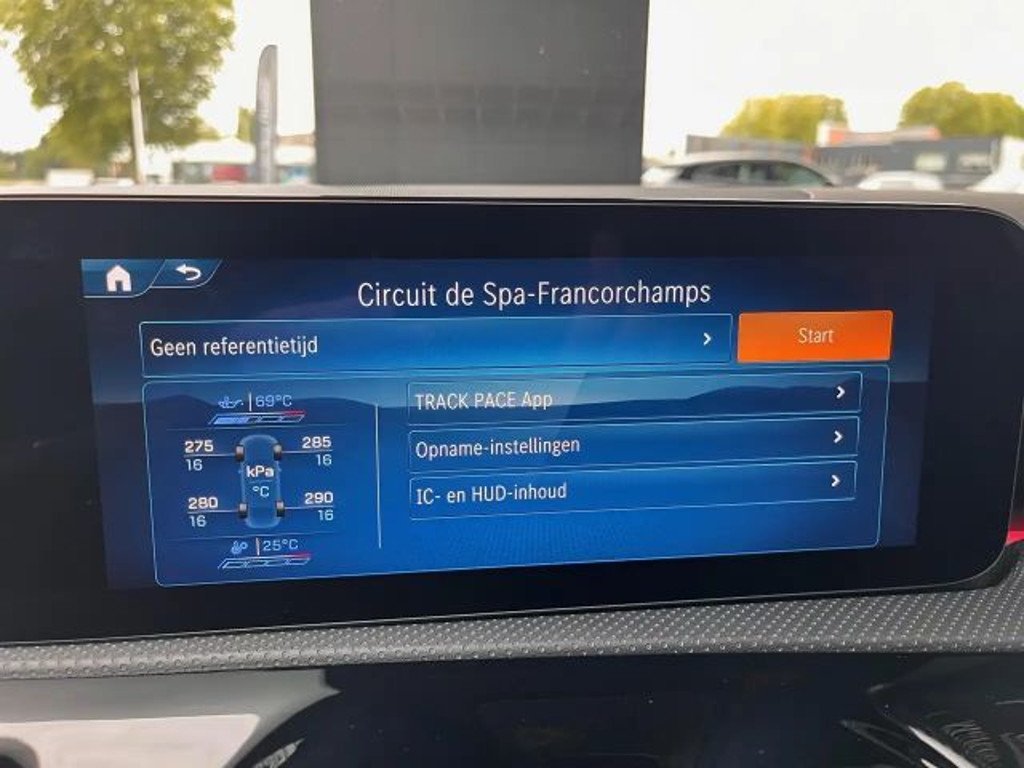 Circuit de Spa-Francorchamps
Geen referentietijd
Start
69°C
275
16
285
16
kPa
°C
280
16
290
16
25°C
TRACK PACE App
Opname-instellingen
IC- en HUD-inhoud